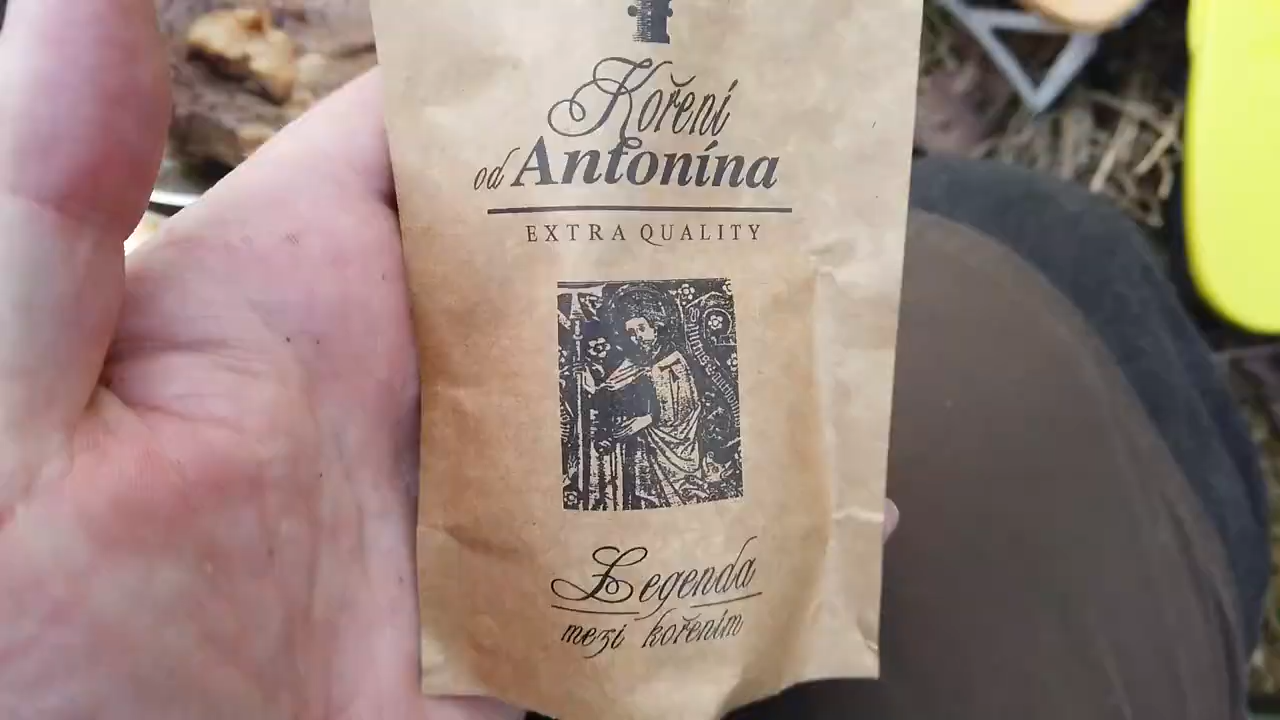 Koření
od Antonína
EXTRA QUALITY
Legenda
mezi kořením